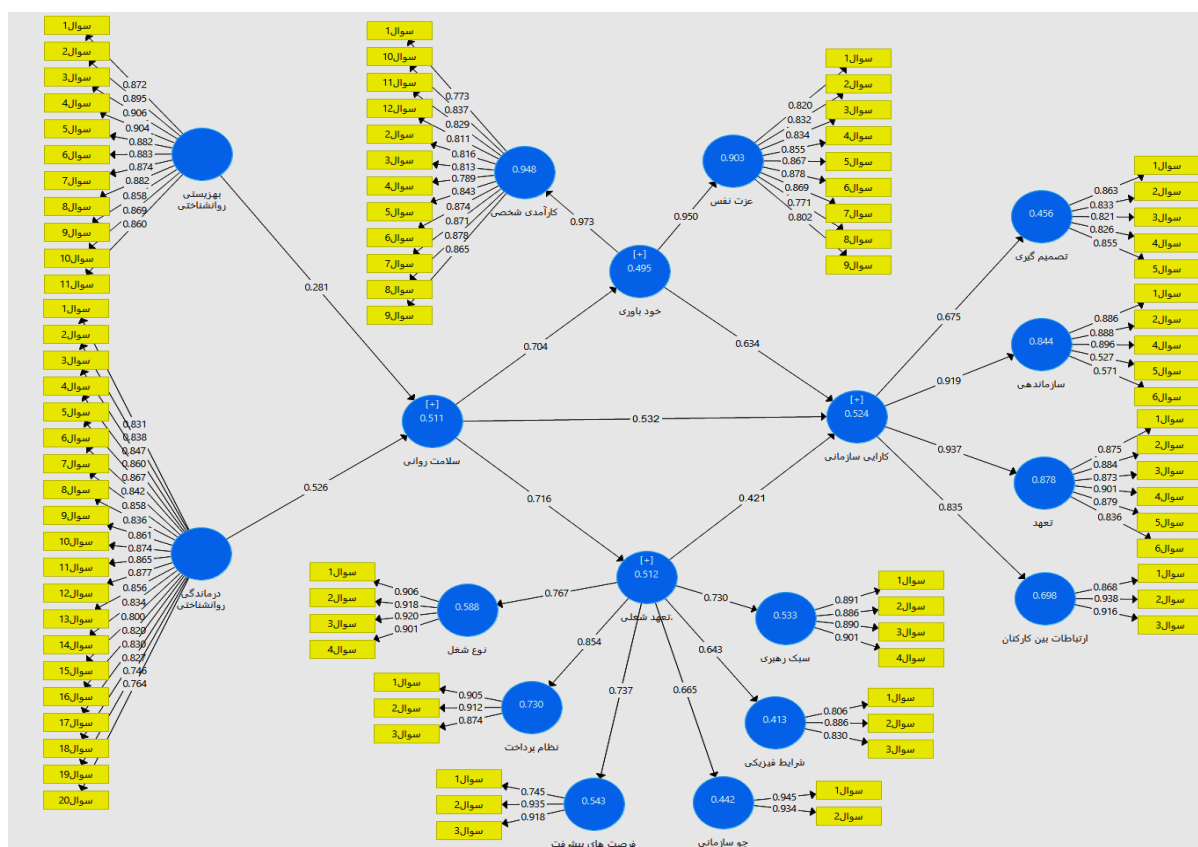 سوال1
سوال2
سوال3
سوال4
سوال5
سوال6
سوال7
سوال8
سوال9
سوال10
سوال11
0.872
0.895
0.906
0.904
0.882
0.883
0.874
0.882
0.858
0.869
0.860
بهزیستی
روانشناختی
0.281
سوال1
سوال2
سوال3
سوال4
سوال5
سوال6
سوال7
سوال8
سوال9
سوال10
سوال11
سوال12
سوال13
سوال14
سوال15
سوال16
سوال17
سوال18
سوال19
سوال20
0.831
0.838
0.847
0.860
0.867
0.842
0.858
0.836
0.861
0.874
0.865
0.877
0.856
0.834
0.800
0.820
0.830
0.827
0.746
0.764
درماندگی
روانشناختی
0.526
سوال1
سوال10
سوال11
سوال12
سوال2
سوال3
سوال4
سوال5
سوال6
سوال7
سوال8
سوال9
0.773
0.837
0.829
0.811
0.816
0.813
0.789
0.843
0.874
0.871
0.878
0.865
0.948
کارآمدی شخصی
0.973
0.950
0.903
عزت نفس
0.820
0.832
0.834
0.855
0.867
0.878
0.869
0.771
0.802
سوال1
سوال2
سوال3
سوال4
سوال5
سوال6
سوال7
سوال8
سوال9
[+]
0.495
خود باوری
0.704
0.634
[+]
0.511
سلامت روانی
0.532
0.716
[+]
0.524
کارایی سازمانی
0.421
0.675
0.919
0.937
0.835
0.456
تصمیم گیری
0.863
0.833
0.821
0.826
0.855
سوال1
سوال2
سوال3
سوال4
سوال5
0.844
سازماندهی
0.886
0.888
0.896
0.527
0.571
سوال1
سوال2
سوال4
سوال5
سوال6
0.878
تعهد
0.875
0.884
0.873
0.901
0.879
0.836
سوال1
سوال2
سوال3
سوال4
سوال5
سوال6
0.698
ارتباطات بین کارکنان
0.868
0.938
0.916
سوال1
سوال2
سوال3
[+]
0.512
تعهد شغلی.
0.767
0.854
0.737
0.665
0.643
0.730
0.588
نوع شغل
0.906
0.918
0.920
0.901
سوال1
سوال2
سوال3
سوال4
0.730
نظام پرداخت
0.905
0.912
0.874
سوال1
سوال2
سوال3
0.543
فرصت های پیشرفت
0.745
0.935
0.918
سوال1
سوال2
سوال3
0.442
جو سازمانی
0.945
0.934
سوال1
سوال2
0.413
شرایط فیزیکی
0.806
0.886
0.830
سوال1
سوال2
سوال3
0.533
سبک رهبری
0.891
0.886
0.890
0.901
سوال1
سوال2
سوال3
سوال4